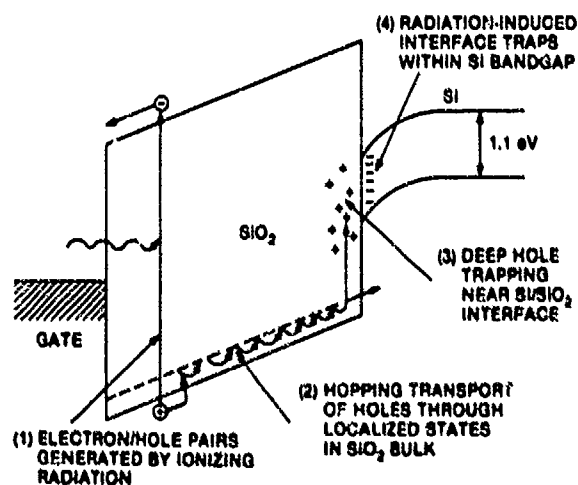 (4) RADIATION-INDUCED
INTERFACE TRAPS
WITHIN SI BANDGAP
Si
1.1 eV
SiO₂
(3) DEEP HOLE
TRAPPING
NEAR Si/SiO₂
INTERFACE
GATE
(2) HOPPING TRANSPORT
OF HOLES THROUGH
LOCALIZED STATES
IN SiO₂ BULK
(1) ELECTRON/HOLE PAIRS
GENERATED BY IONIZING
RADIATION